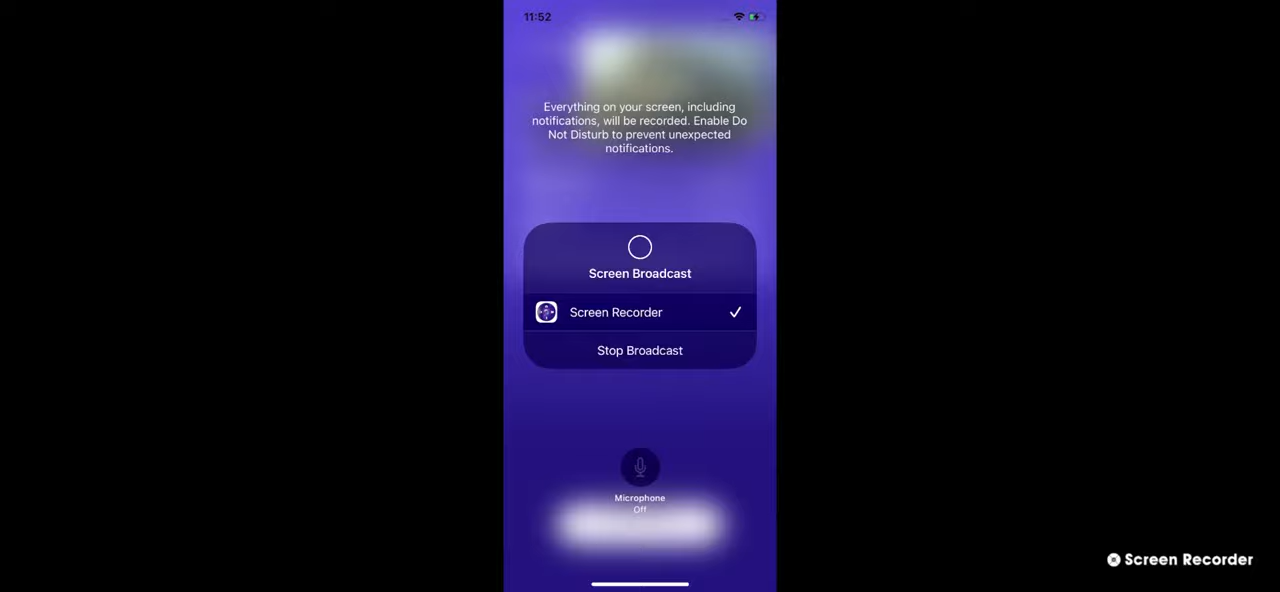 11:52
Everything on your screen, including
notifications, will be recorded. Enable Do
Not Disturb to prevent unexpected
notifications.
Screen Broadcast
Screen Recorder
Stop Broadcast
Microphone
Off
Screen Recorder